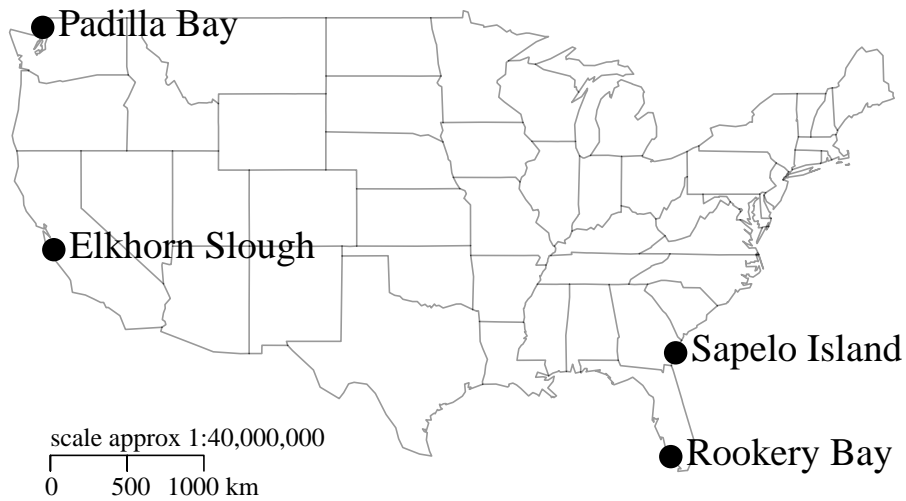 Padilla Bay
Elkhorn Slough
Sapelo Island
scale approx 1:40,000,000
Rookery Bay
0 500 1000 km